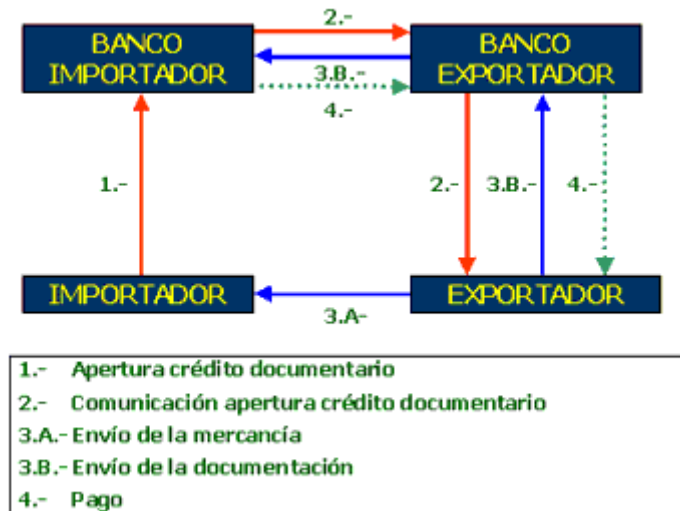 2.-
BANCO
IMPORTADOR
BANCO
EXPORTADOR
3.B.-
4.-
1.-
2.-
3.B.-
4.-
IMPORTADOR
EXPORTADOR
3.A-
1.- Apertura crédito documentario
2.- Comunicación apertura crédito documentario
3.A.- Envío de la mercancía
3.B.- Envío de la documentación
4.- Pago